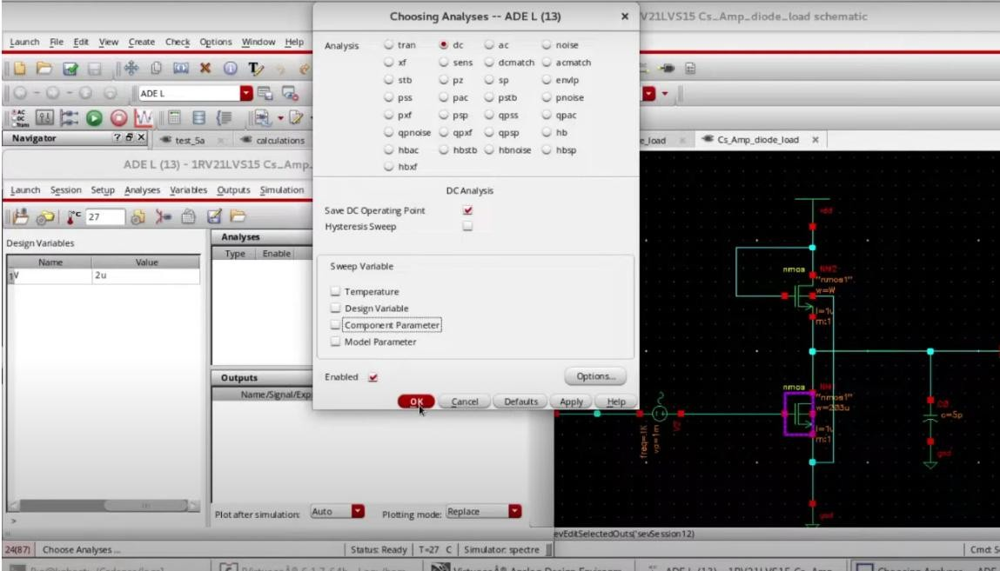 Choosing Analyses -- ADE L (13)
V21LVS15 Cs_Amp_diode_load schematic
Launch File Edit View Create Check Options Window Help
Analysis tran dc ac noise
xf sens dcmatch acmatch
stb pz sp envlp
pss pac pstb pnoise
pxf psp qpss qpac
qpnoise qpxf qpsp hb
hbac hbstb hbnoise hbsp
hbxf
ADE L
Navigator
test_5a
calculations
e_load
Cs_Amp_diode_load
ADE L (13) - 1RV21LVS15 Cs_Amp_
Launch Session Setup Analyses Variables Outputs Simulation
27
Design Variables
Name Value
1 2u
Analyses
Type Enable
DC Analysis
Save DC Operating Point
Hysteresis Sweep
Sweep Variable
Temperature
Design Variable
Component Parameter
Model Parameter
Enabled
Options...
OK Cancel Defaults Apply Help
Outputs
Name/Signal/Exp
Plot after simulation: Auto Plotting mode: Replace
>
vdd
nmos
NM2
"nmos1"
w=W
l=1u
m:1
nmos
"nmos1"
w=203u
l=1u
m:1
freq=1K
va=1m
V2
C0
c=5p
gnd
gnd
evEditSelectedOuts('sevSession12)
24(87) Choose Analyses ...
Status: Ready T=27 C Simulator: spectre
Cmd: S